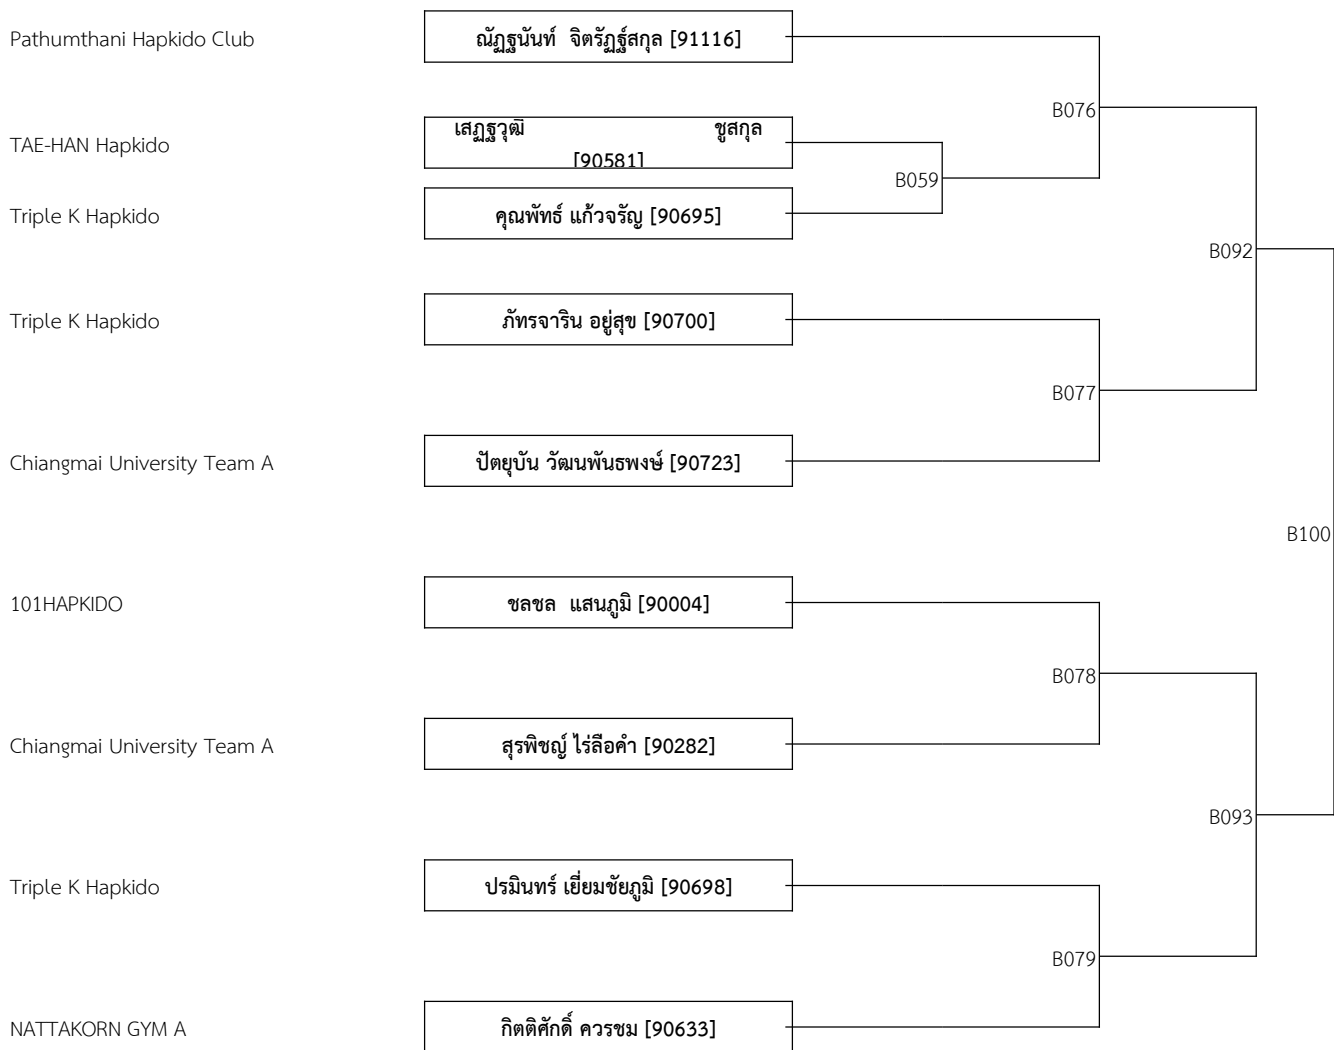 Pathumthani Hapkido Club
ณัฏฐนันท์ จิตรัฏฐ์สกุล [91116]
B076
TAE-HAN Hapkido
เสฏฐวุฒิ ชูสกุล
[90581]
B059
Triple K Hapkido
คุณพัทธ์ แก้วจรัญ [90695]
B092
Triple K Hapkido
ภัทรจาริน อยู่สุข [90700]
B077
Chiangmai University Team A
ปัตยุบัน วัฒนพันธพงษ์ [90723]
B100
101HAPKIDO
ชลชล แสนภูมิ [90004]
B078
Chiangmai University Team A
สุรพิชญ์ ไร่ลือคำ [90282]
B093
Triple K Hapkido
ปรมินทร์ เยี่ยมชัยภูมิ [90698]
B079
NATTAKORN GYM A
กิตติศักดิ์ ควรชม [90633]